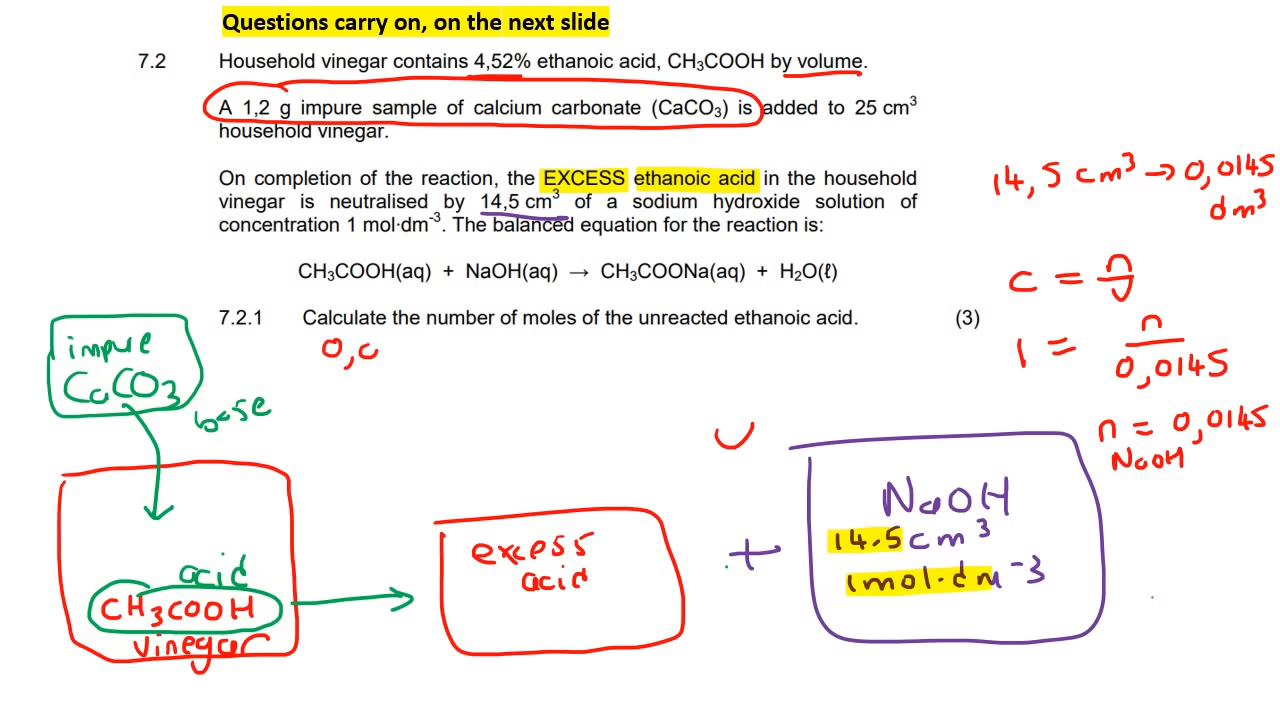 Questions carry on, on the next slide
7.2 Household vinegar contains 4,52% ethanoic acid, CH₃COOH by volume.
A 1,2 g impure sample of calcium carbonate (CaCO₃) is added to 25 cm³
household vinegar.
On completion of the reaction, the EXCESS ethanoic acid in the household
vinegar is neutralised by 14,5 cm³ of a sodium hydroxide solution of
concentration 1 mol·dm⁻³. The balanced equation for the reaction is:
CH₃COOH(aq) + NaOH(aq) → CH₃COONa(aq) + H₂O(ℓ)
7.2.1 Calculate the number of moles of the unreacted ethanoic acid. (3)
0,0
14,5 cm³ → 0,0145
dm³
c = n/v
1 = n/0,0145
n = 0,0145
NaOH
impure
CaCO₃
base
acid
CH₃COOH
vinegar
excess
acid
+
NaOH
14.5 cm³
1mol.dm⁻³